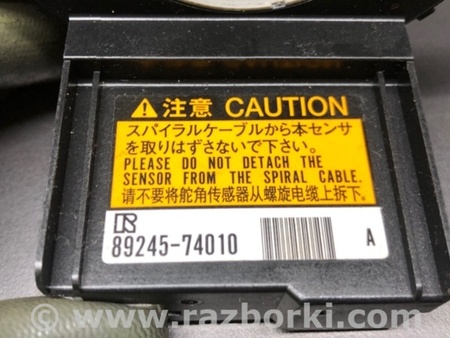 注意 CAUTION
スパイラルケーブルから本センサ
を取りはずさないで下さい。
PLEASE DO NOT DETACH THE
SENSOR FROM THE SPIRAL CABLE.
请不要将舵角传感器从螺旋电缆上拆下。
R
89245-74010 A
© www.razborki.com/